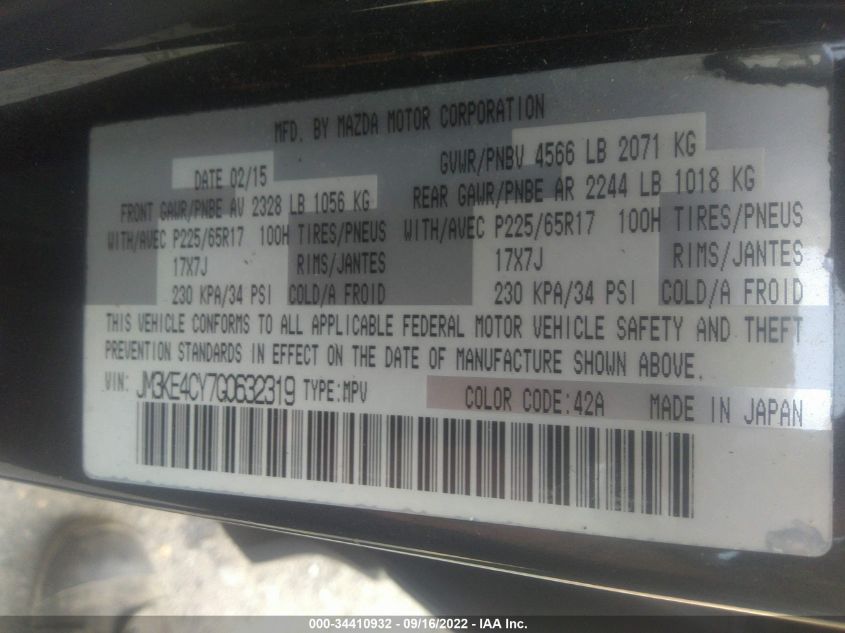 MFD. BY MAZDA MOTOR CORPORATION
DATE 02/15 GVWR/PNBV 4566 LB 2071 KG
FRONT GAWR/PNBE AV 2328 LB 1056 KG REAR GAWR/PNBE AR 2244 LB 1018 KG
WITH/AVEC P225/65R17 100H TIRES/PNEUS WITH/AVEC P225/65R17 100H TIRES/PNEUS
17X7J RIMS/JANTES 17X7J RIMS/JANTES
230 KPA/34 PSI COLD/A FROID 230 KPA/34 PSI COLD/A FROID
THIS VEHICLE CONFORMS TO ALL APPLICABLE FEDERAL MOTOR VEHICLE SAFETY AND THEFT
PREVENTION STANDARDS IN EFFECT ON THE DATE OF MANUFACTURE SHOWN ABOVE.
VIN: JM3KE4CY7G0632319 TYPE:MPV COLOR CODE:42A MADE IN JAPAN
000-34410932 - 09/16/2022 - IAA Inc.